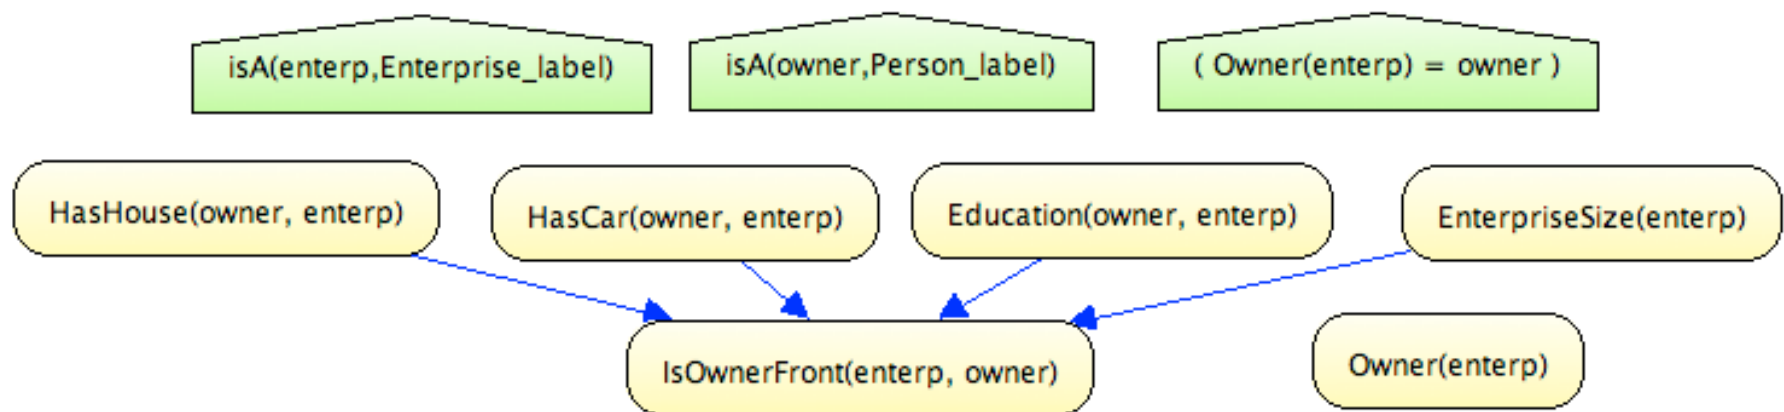 isA(enterp,Enterprise_label)
isA(owner,Person_label)
( Owner(enterp) = owner )
HasHouse(owner, enterp)
HasCar(owner, enterp)
Education(owner, enterp)
EnterpriseSize(enterp)
IsOwnerFront(enterp, owner)
Owner(enterp)